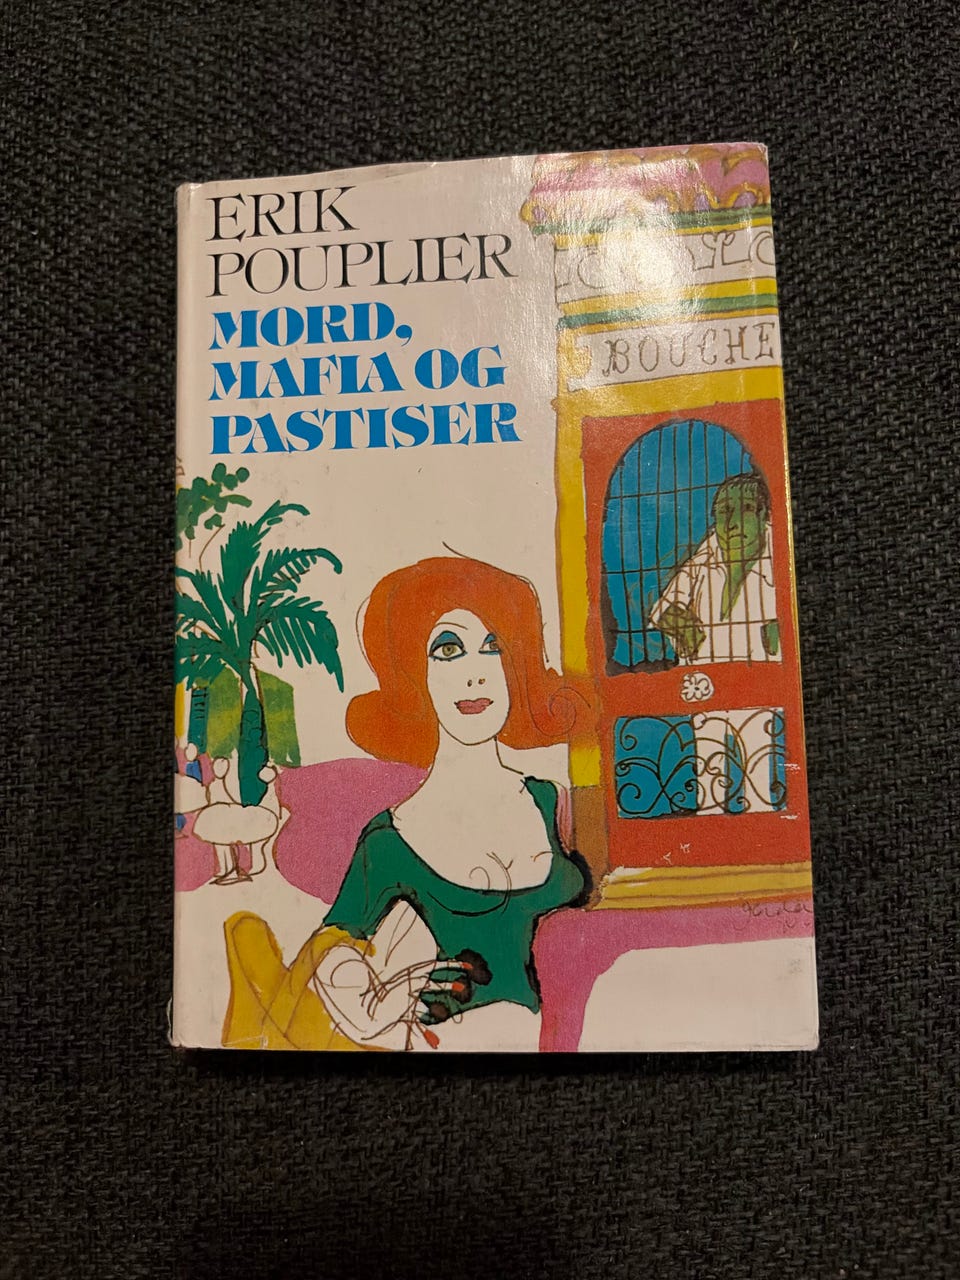 ERIK
POUPLIER
MORD,
MAFIA OG
PASTISER
BOUCHE